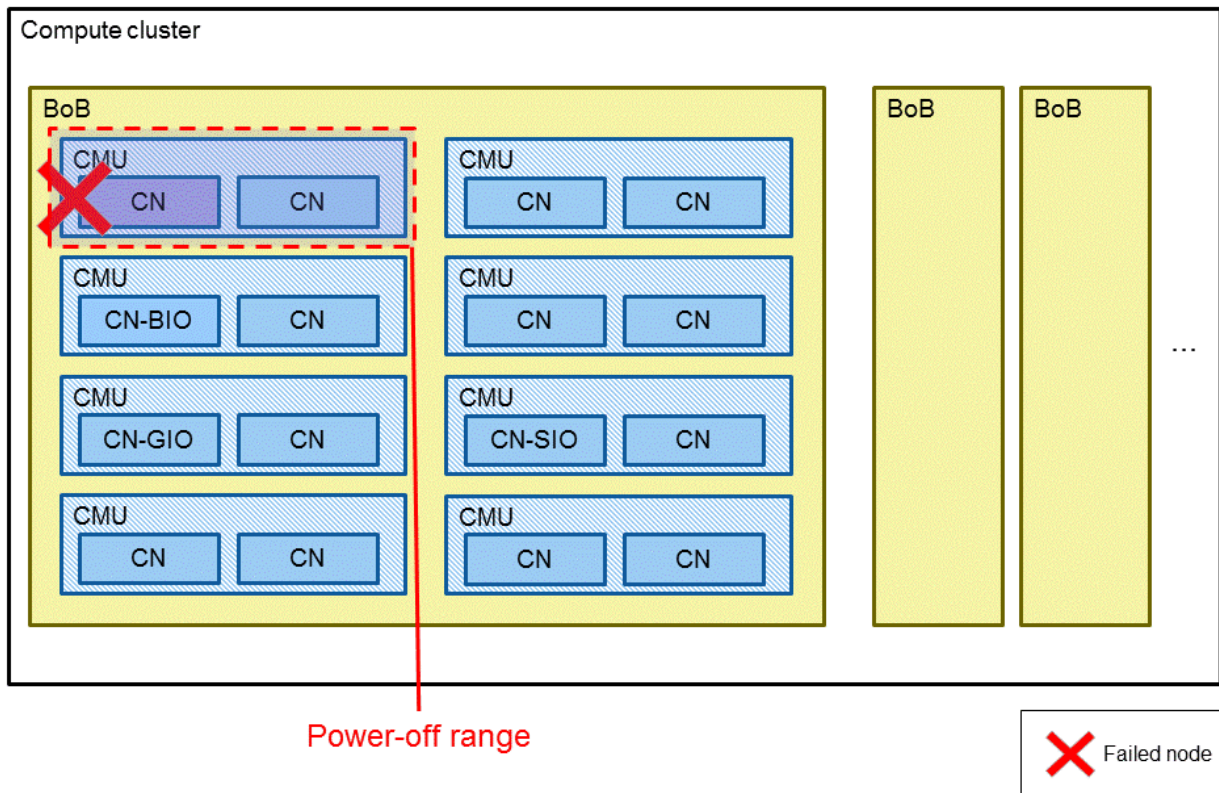 Compute cluster
BoB
BoB
BoB
CMU
CN CN
CMU
CN CN
CMU
CN-BIO CN
CMU
CN CN
CMU
CN-GIO CN
CMU
CN-SIO CN
CMU
CN CN
CMU
CN CN
...
Power-off range
Failed node